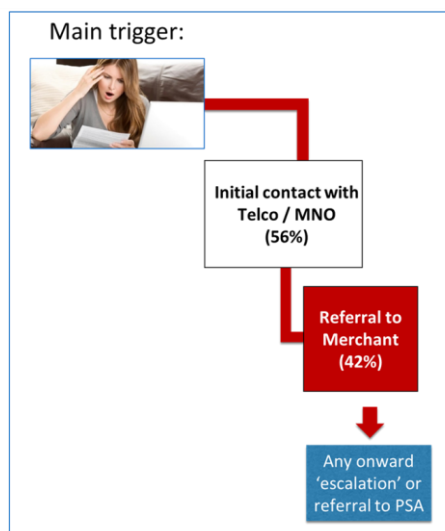 Main trigger:
Initial contact with
Telco / MNO
(56%)
Referral to
Merchant
(42%)
Any onward
‘escalation’ or
referral to PSA